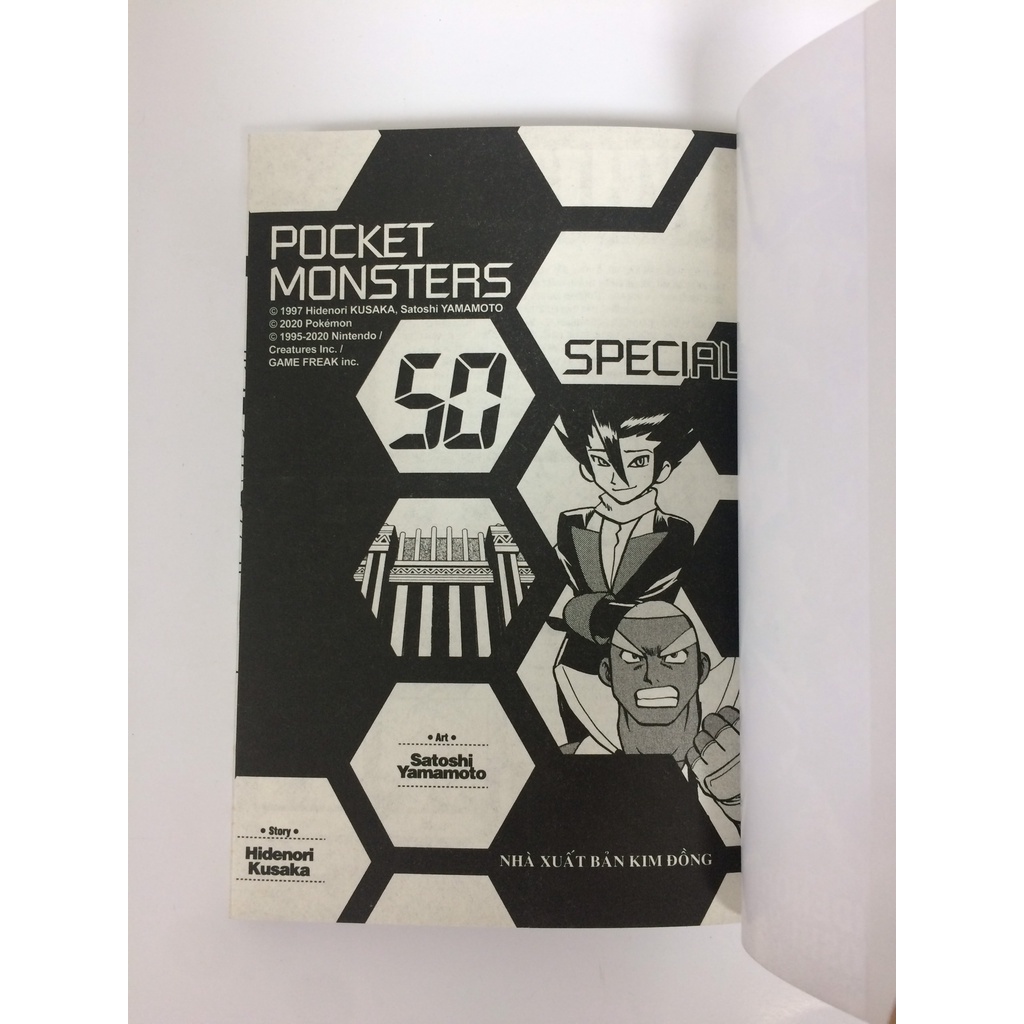 POCKET
MONSTERS
© 1997 Hidenori KUSAKA, Satoshi YAMAMOTO
© 2020 Pokémon
© 1995-2020 Nintendo /
Creatures Inc. /
GAME FREAK inc.
50
SPECIAL
• Art •
Satoshi
Yamamoto
• Story •
Hidenori
Kusaka
NHÀ XUẤT BẢN KIM ĐỒNG